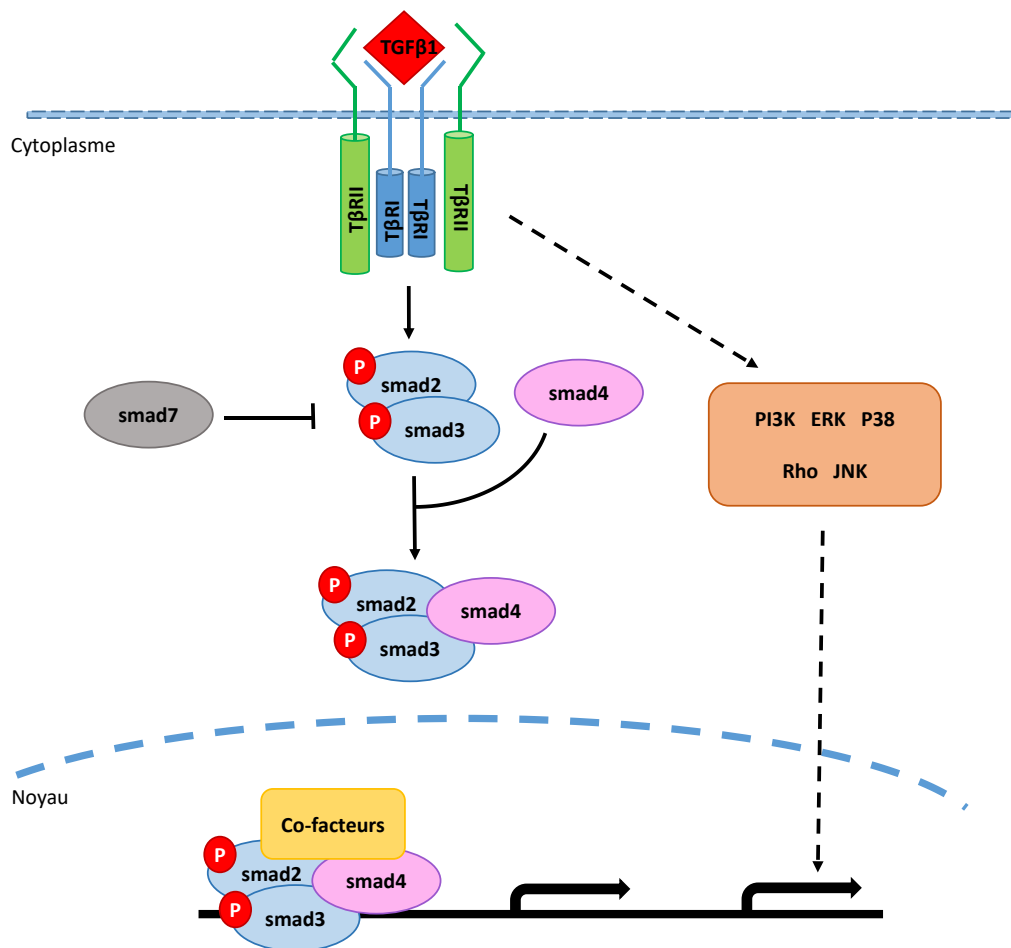 TGFβ1
Cytoplasme
TβRII
TβRI
TβRI
TβRII
P
smad2
smad4
smad7
P
smad3
PI3K ERK P38
Rho JNK
P
smad2
smad4
P
smad3
Noyau
Co-facteurs
P
smad2
smad4
P
smad3